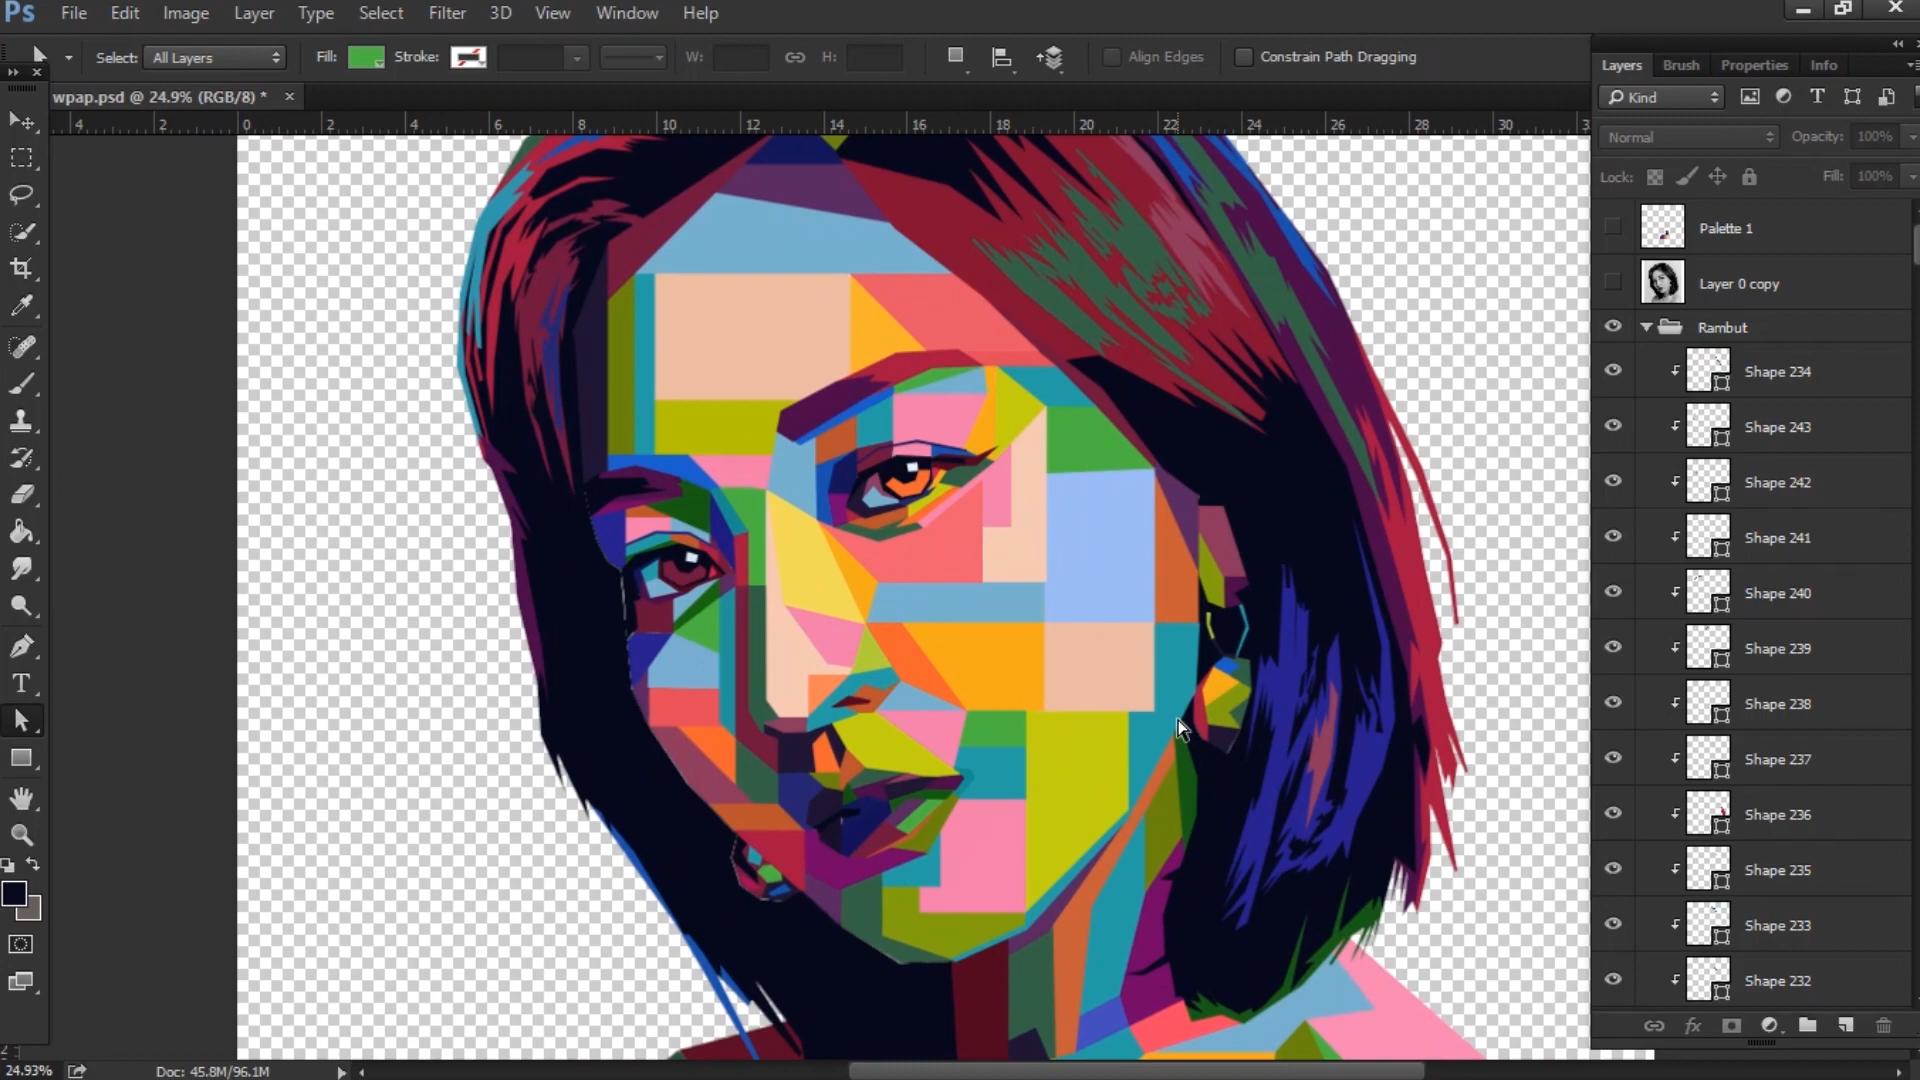 Ps File Edit Image Layer Type Select Filter 3D View Window Help
Select: All Layers Fill: Stroke: W: H: Align Edges Constrain Path Dragging
wpap.psd @ 24.9% (RGB/8) * ×
4 2 0 2 4 6 8 10 12 14 16 18 20 22 24 26 28 30 3
Layers Brush Properties Info
Kind
Normal Opacity: 100%
Lock: Fill: 100%
Palette 1
Layer 0 copy
Rambut
Shape 234
Shape 243
Shape 242
Shape 241
Shape 240
Shape 239
Shape 238
Shape 237
Shape 236
Shape 235
Shape 233
Shape 232
fx
2
24.93% Doc: 45.8M/96.1M